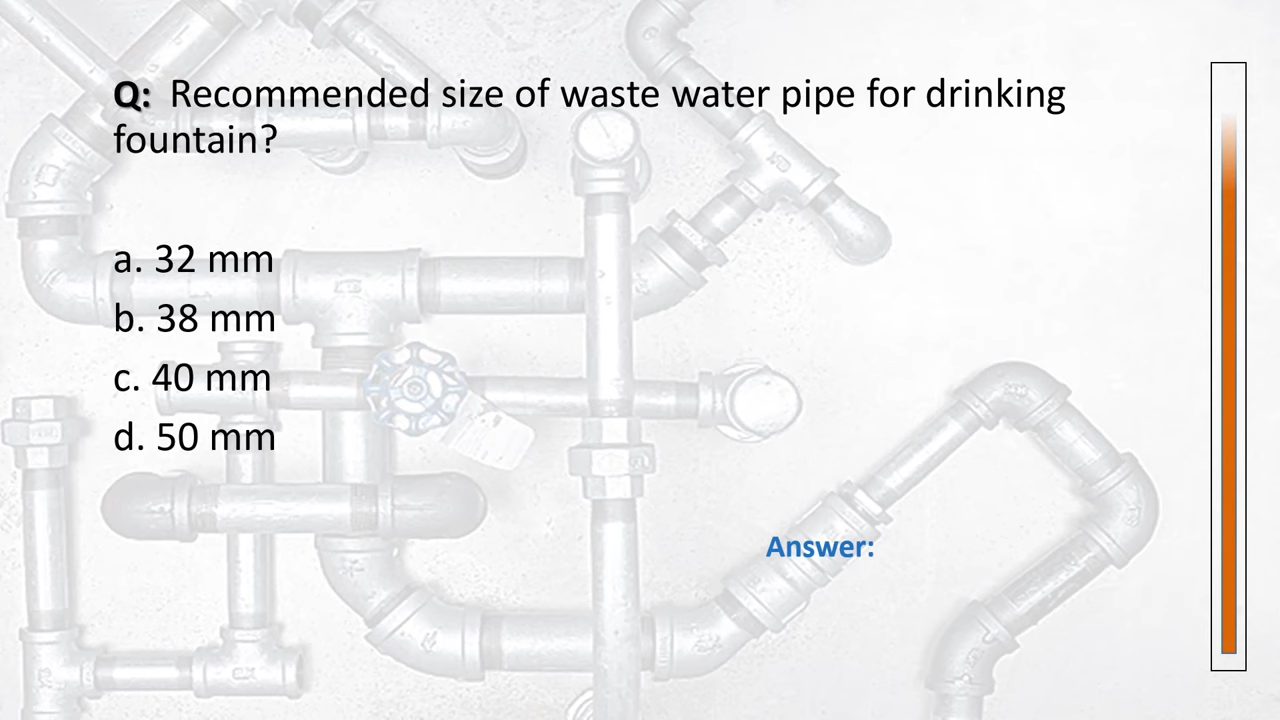 Q: Recommended size of waste water pipe for drinking
fountain?
a. 32 mm
b. 38 mm
c. 40 mm
d. 50 mm
Answer: